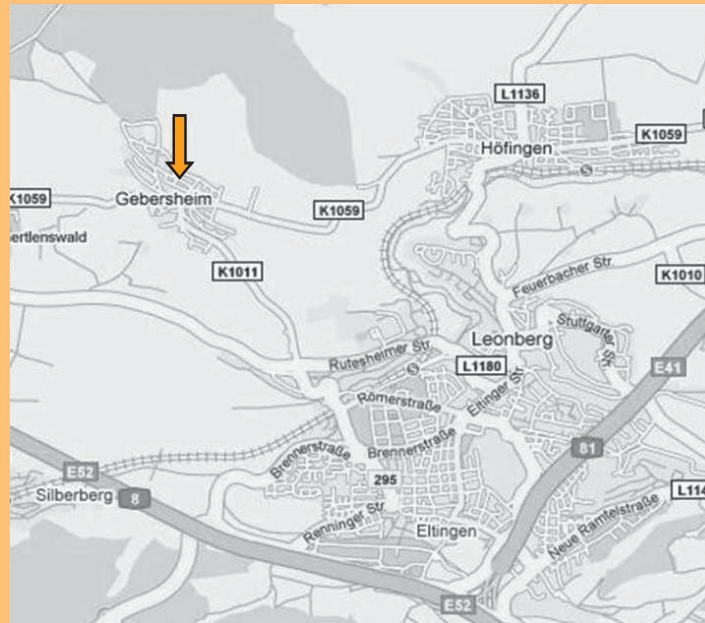 L1136
K1059
Höfingen
Gebersheim
K1059
K1059
ertlenswald
K1011
Feuerbacher Str.
K1010
Leonberg
Stuttgarter Str.
Rutesheimer Str.
L1180
E41
Römerstraße
Eltinger Str.
Brennerstraße
Brennerstraße
81
E52
295
Silberberg
8
L114
Renninger Str.
Eltingen
Neue Ramtelstraße
E52